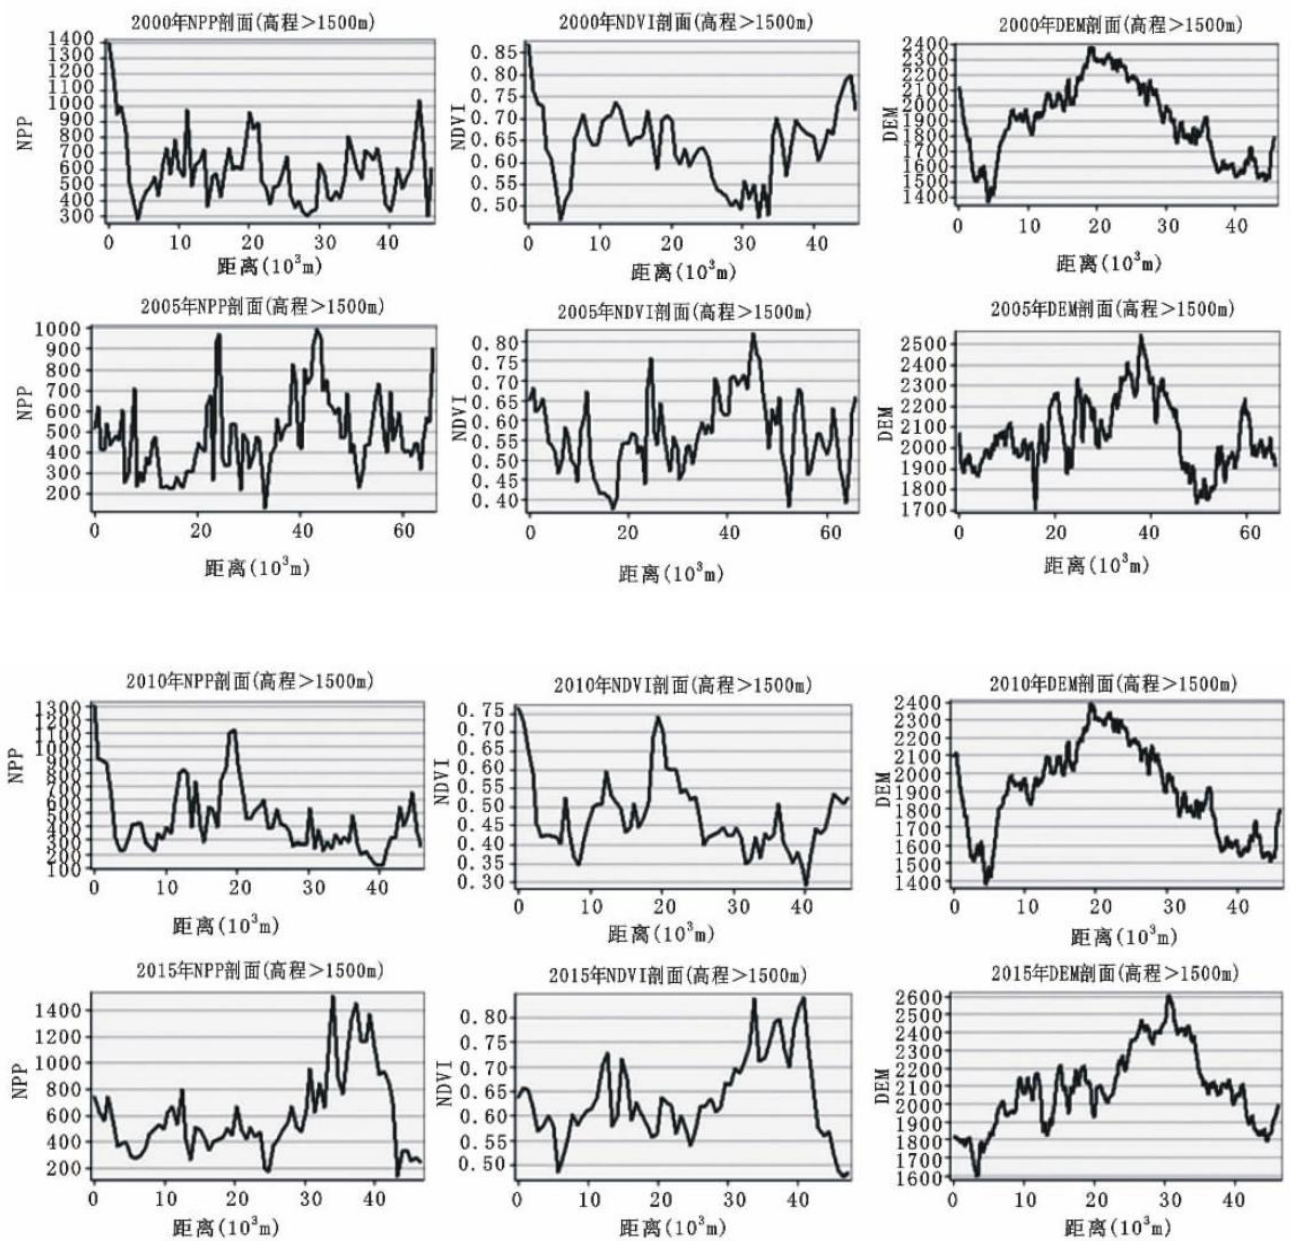 2000年NPP剖面(高程>1500m)
NPP
1400
1300
1200
1100
1000
900
800
700
600
500
400
300
0 10 20 30 40
距离(10³m)
2000年NDVI剖面(高程>1500m)
NDVI
0.85
0.80
0.75
0.70
0.65
0.60
0.55
0.50
0 10 20 30 40
距离(10³m)
2000年DEM剖面(高程>1500m)
DEM
2400
2300
2200
2100
2000
1900
1800
1700
1600
1500
1400
0 10 20 30 40
距离(10³m)
2005年NPP剖面(高程>1500m)
NPP
1000
900
800
700
600
500
400
300
200
0 20 40 60
距离(10³m)
2005年NDVI剖面(高程>1500m)
NDVI
0.80
0.75
0.70
0.65
0.60
0.55
0.50
0.45
0.40
0 20 40 60
距离(10³m)
2005年DEM剖面(高程>1500m)
DEM
2500
2400
2300
2200
2100
2000
1900
1800
1700
0 20 40 60
距离(10³m)
2010年NPP剖面(高程>1500m)
NPP
1300
1200
1100
1000
900
800
700
600
500
400
300
200
100
0 10 20 30 40
距离(10³m)
2010年NDVI剖面(高程>1500m)
NDVI
0.75
0.70
0.65
0.60
0.55
0.50
0.45
0.40
0.35
0.30
0 10 20 30 40
距离(10³m)
2010年DEM剖面(高程>1500m)
DEM
2400
2300
2200
2100
2000
1900
1800
1700
1600
1500
1400
0 10 20 30 40
距离(10³m)
2015年NPP剖面(高程>1500m)
NPP
1400
1200
1000
800
600
400
200
0 10 20 30 40
距离(10³m)
2015年NDVI剖面(高程>1500m)
NDVI
0.80
0.75
0.70
0.65
0.60
0.55
0.50
0 10 20 30 40
距离(10³m)
2015年DEM剖面(高程>1500m)
DEM
2600
2500
2400
2300
2200
2100
2000
1900
1800
1700
1600
0 10 20 30 40
距离(10³m)